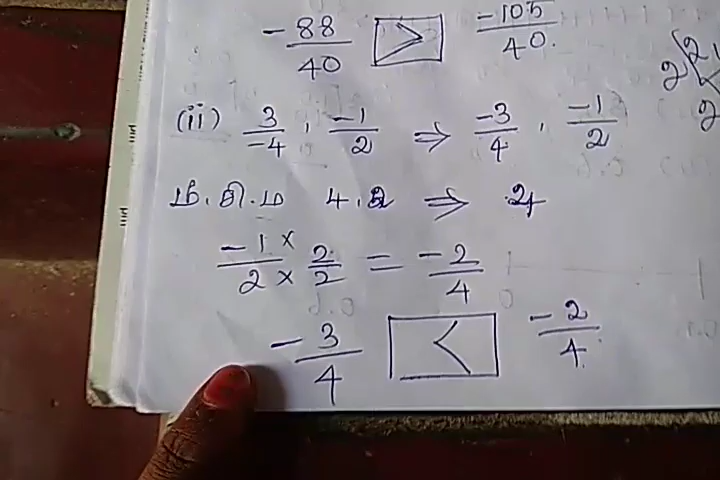 -88/40 > -105/40
(ii) 3/-4, -1/2 ⇒ -3/4, -1/2
மீ.சி.ம 4,2 ⇒ 4
-1/2 × 2/2 = -2/4
-3/4 < -2/4